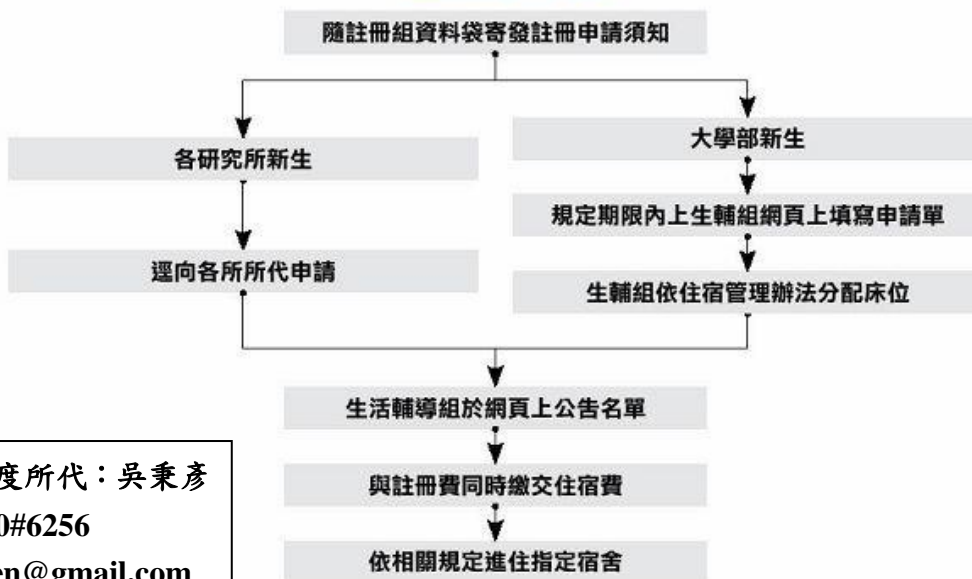 隨註冊組資料袋寄發註冊申請須知
各研究所新生
大學部新生
規定期限內上生輔組網頁上填寫申請單
逕向各所所代申請
生輔組依住宿管理辦法分配床位
生活輔導組於網頁上公告名單
與註冊費同時繳交住宿費
依相關規定進住指定宿舍
度所代：吳秉彥
0#6256
en@gmail.com